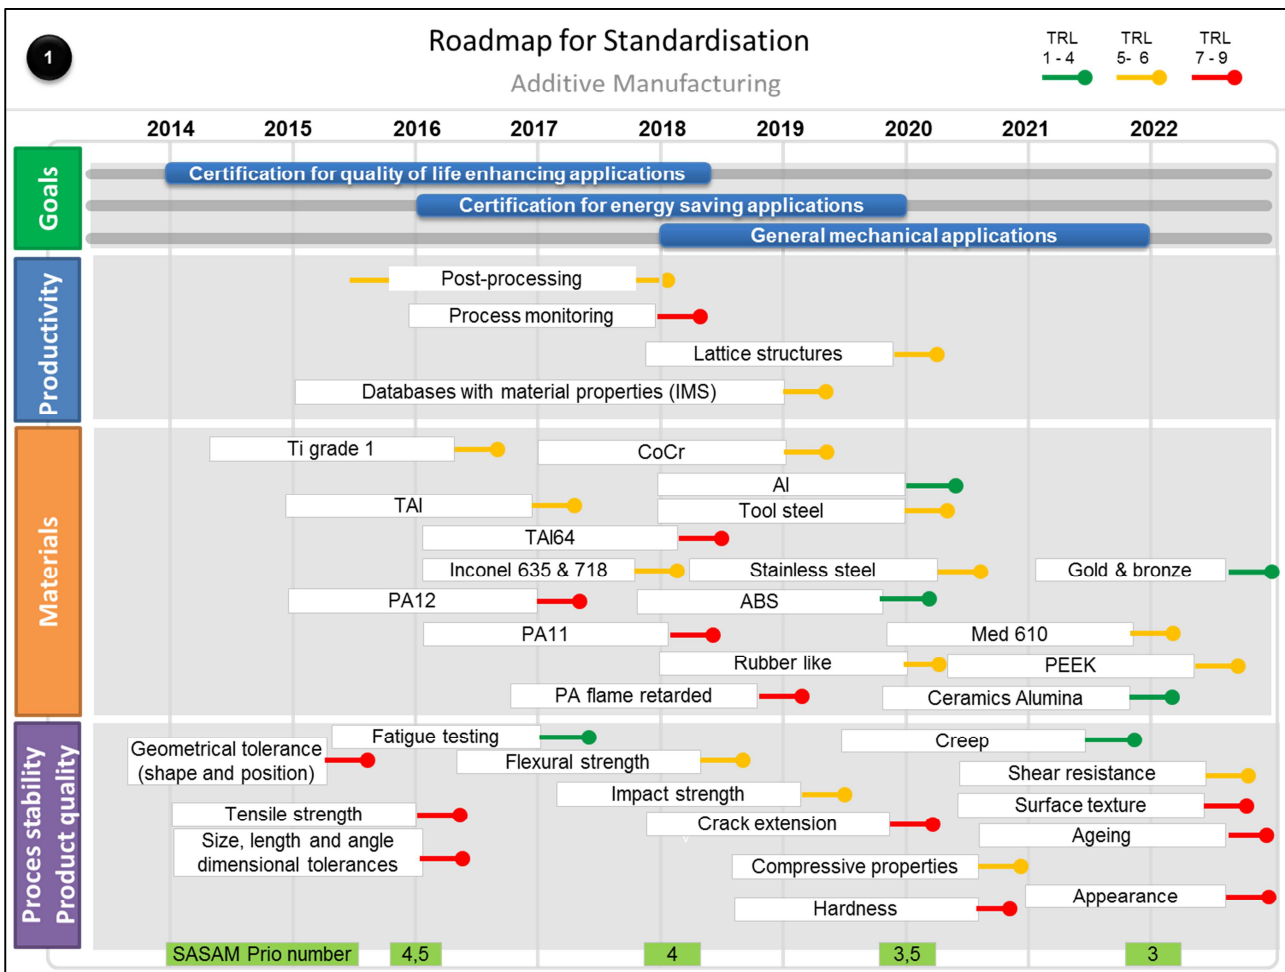 1
Roadmap for Standardisation
Additive Manufacturing
TRL
1 - 4
TRL
5- 6
TRL
7 - 9
2014 2015 2016 2017 2018 2019 2020 2021 2022
Goals
Certification for quality of life enhancing applications
Certification for energy saving applications
General mechanical applications
Productivity
Post-processing
Process monitoring
Lattice structures
Databases with material properties (IMS)
Materials
Ti grade 1
CoCr
Al
TAI
Tool steel
TAI64
Inconel 635 & 718
Stainless steel
Gold & bronze
PA12
ABS
PA11
Med 610
Rubber like
PEEK
PA flame retarded
Ceramics Alumina
Proces stability
Product quality
Fatigue testing
Creep
Geometrical tolerance
(shape and position)
Flexural strength
Shear resistance
Impact strength
Surface texture
Tensile strength
Crack extension
Ageing
Size, length and angle
dimensional tolerances
Compressive properties
Appearance
Hardness
SASAM Prio number
4,5
4
3,5
3